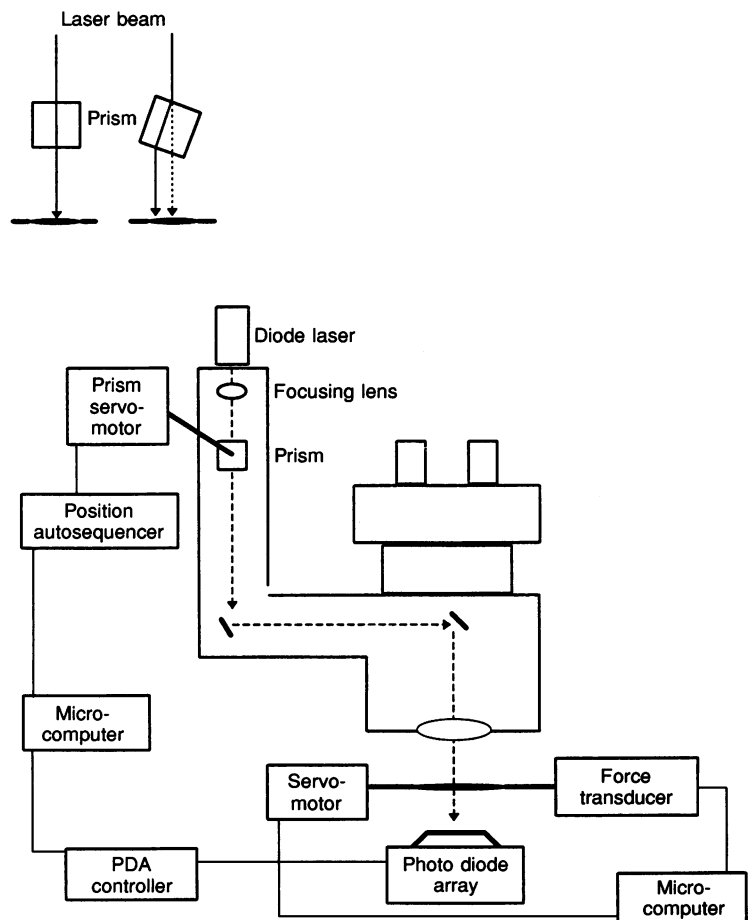 Laser beam
Prism
Diode laser
Prism
servo-
motor
Focusing lens
Prism
Position
autosequencer
Micro-
computer
Servo-
motor
Force
transducer
PDA
controller
Photo diode
array
Micro-
computer